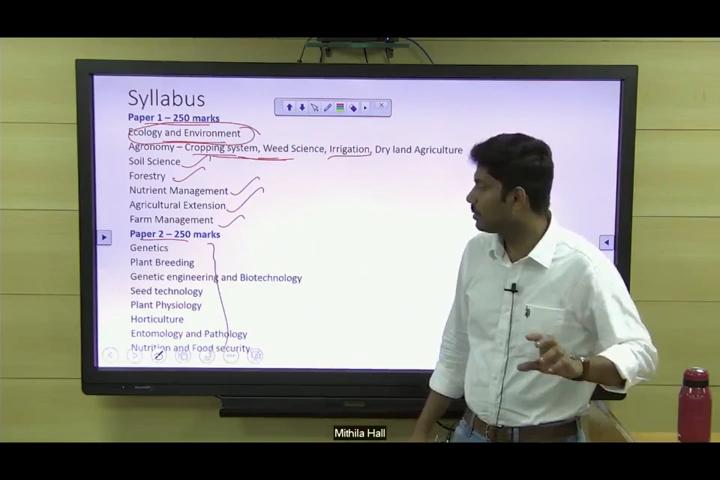 Syllabus
Paper 1 – 250 marks
Ecology and Environment
Agronomy – Cropping system, Weed Science, Irrigation, Dry land Agriculture
Soil Science
Forestry
Nutrient Management
Agricultural Extension
Farm Management
Paper 2 – 250 marks
Genetics
Plant Breeding
Genetic engineering and Biotechnology
Seed technology
Plant Physiology
Horticulture
Entomology and Pathology
Nutrition and Food security
Mithila Hall